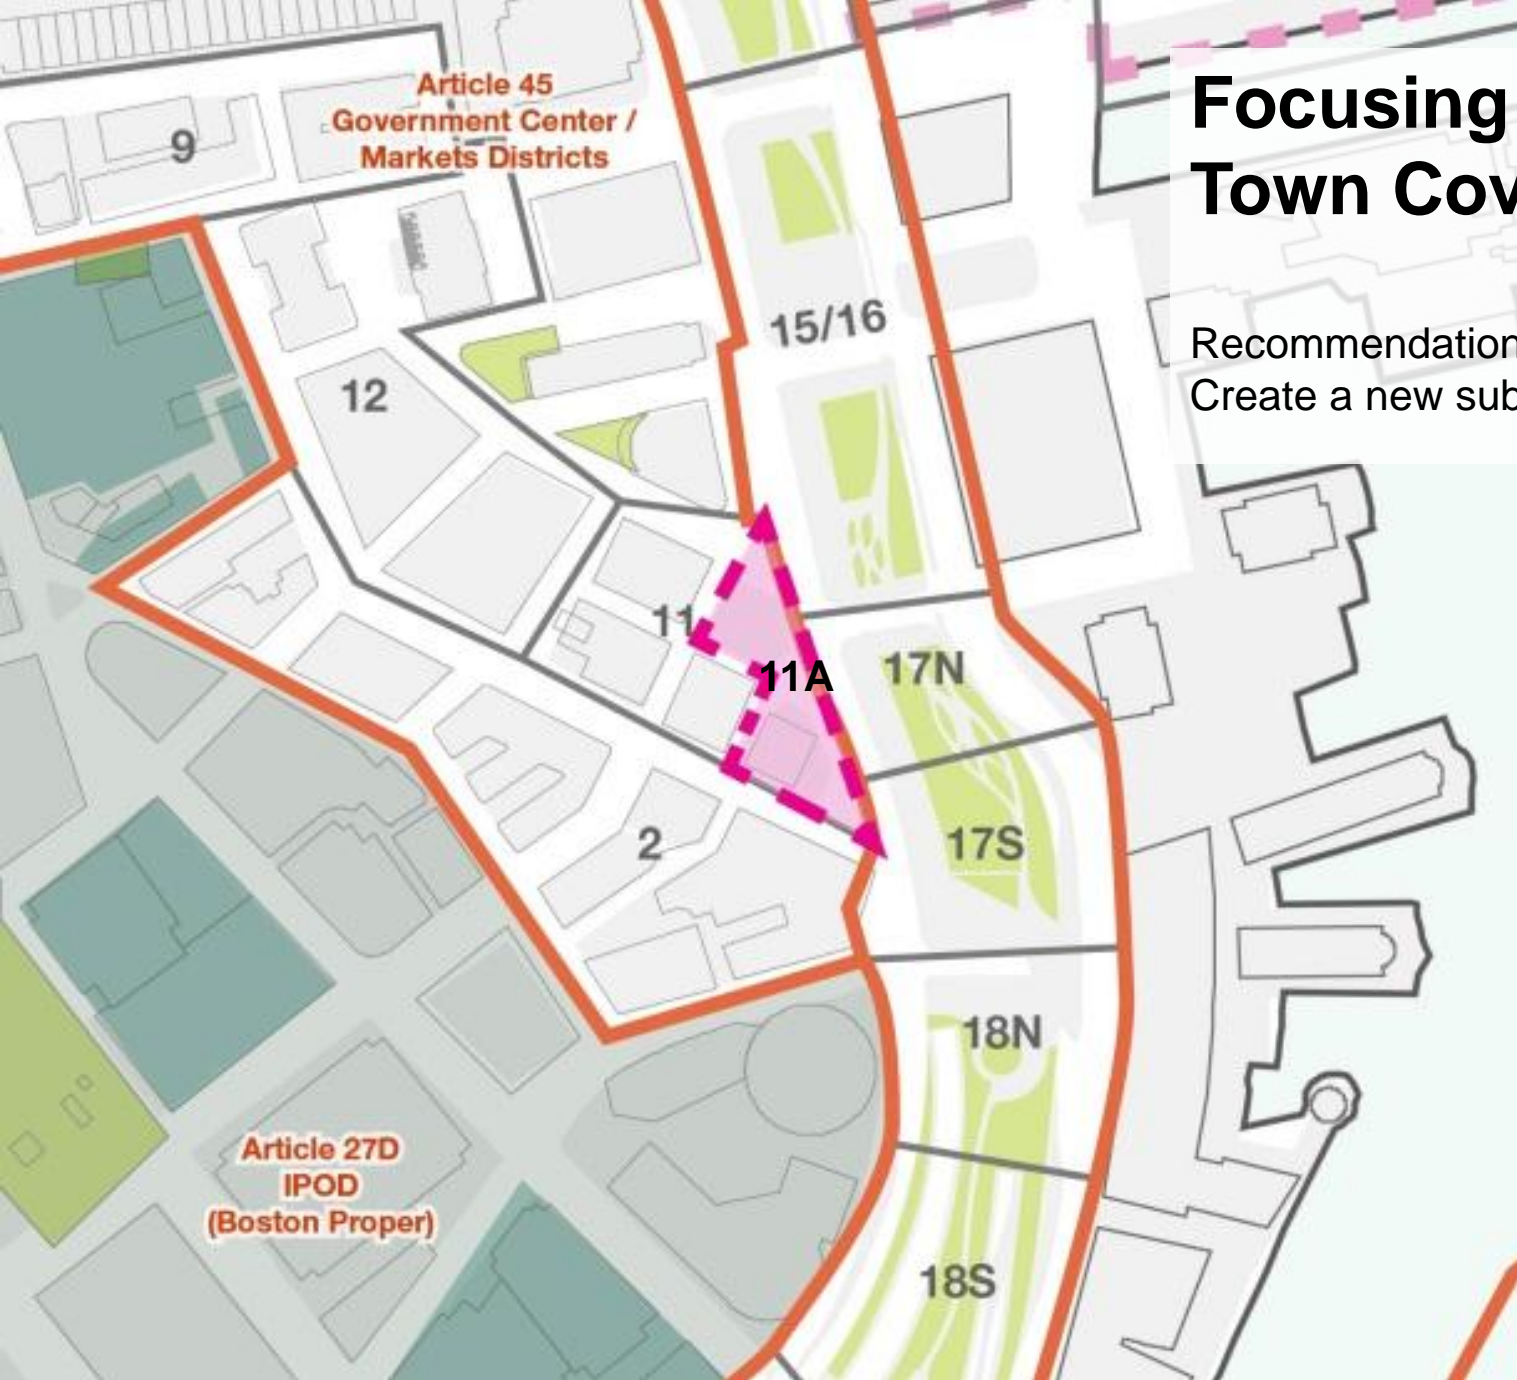 Article 45
Government Center /
Markets Districts
9
Focusing
Town Cov
15/16
Recommendation
Create a new sub
12
11
11A
17N
2
17S
18N
Article 27D
IPOD
(Boston Proper)
18S